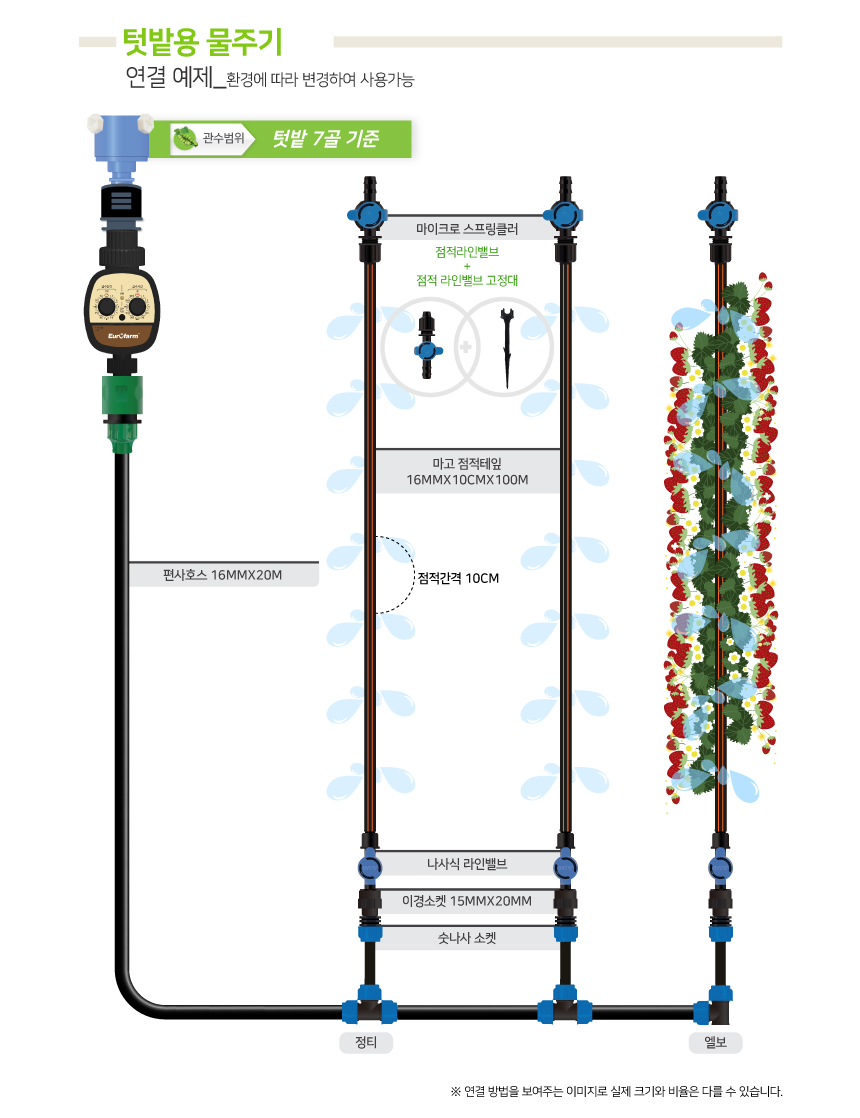 텃밭용 물주기
연결 예제_환경에 따라 변경하여 사용가능
관수범위
텃밭 7골 기준
마이크로 스프링클러
점적라인밸브
+
점적 라인밸브 고정대
Eurofarm
마고 점적테잎
16MMX10CMX100M
편사호스 16MMX20M
점적간격 10CM
나사식 라인밸브
이경소켓 15MMX20MM
숫나사 소켓
정티
엘보
※ 연결 방법을 보여주는 이미지로 실제 크기와 비율은 다를 수 있습니다.